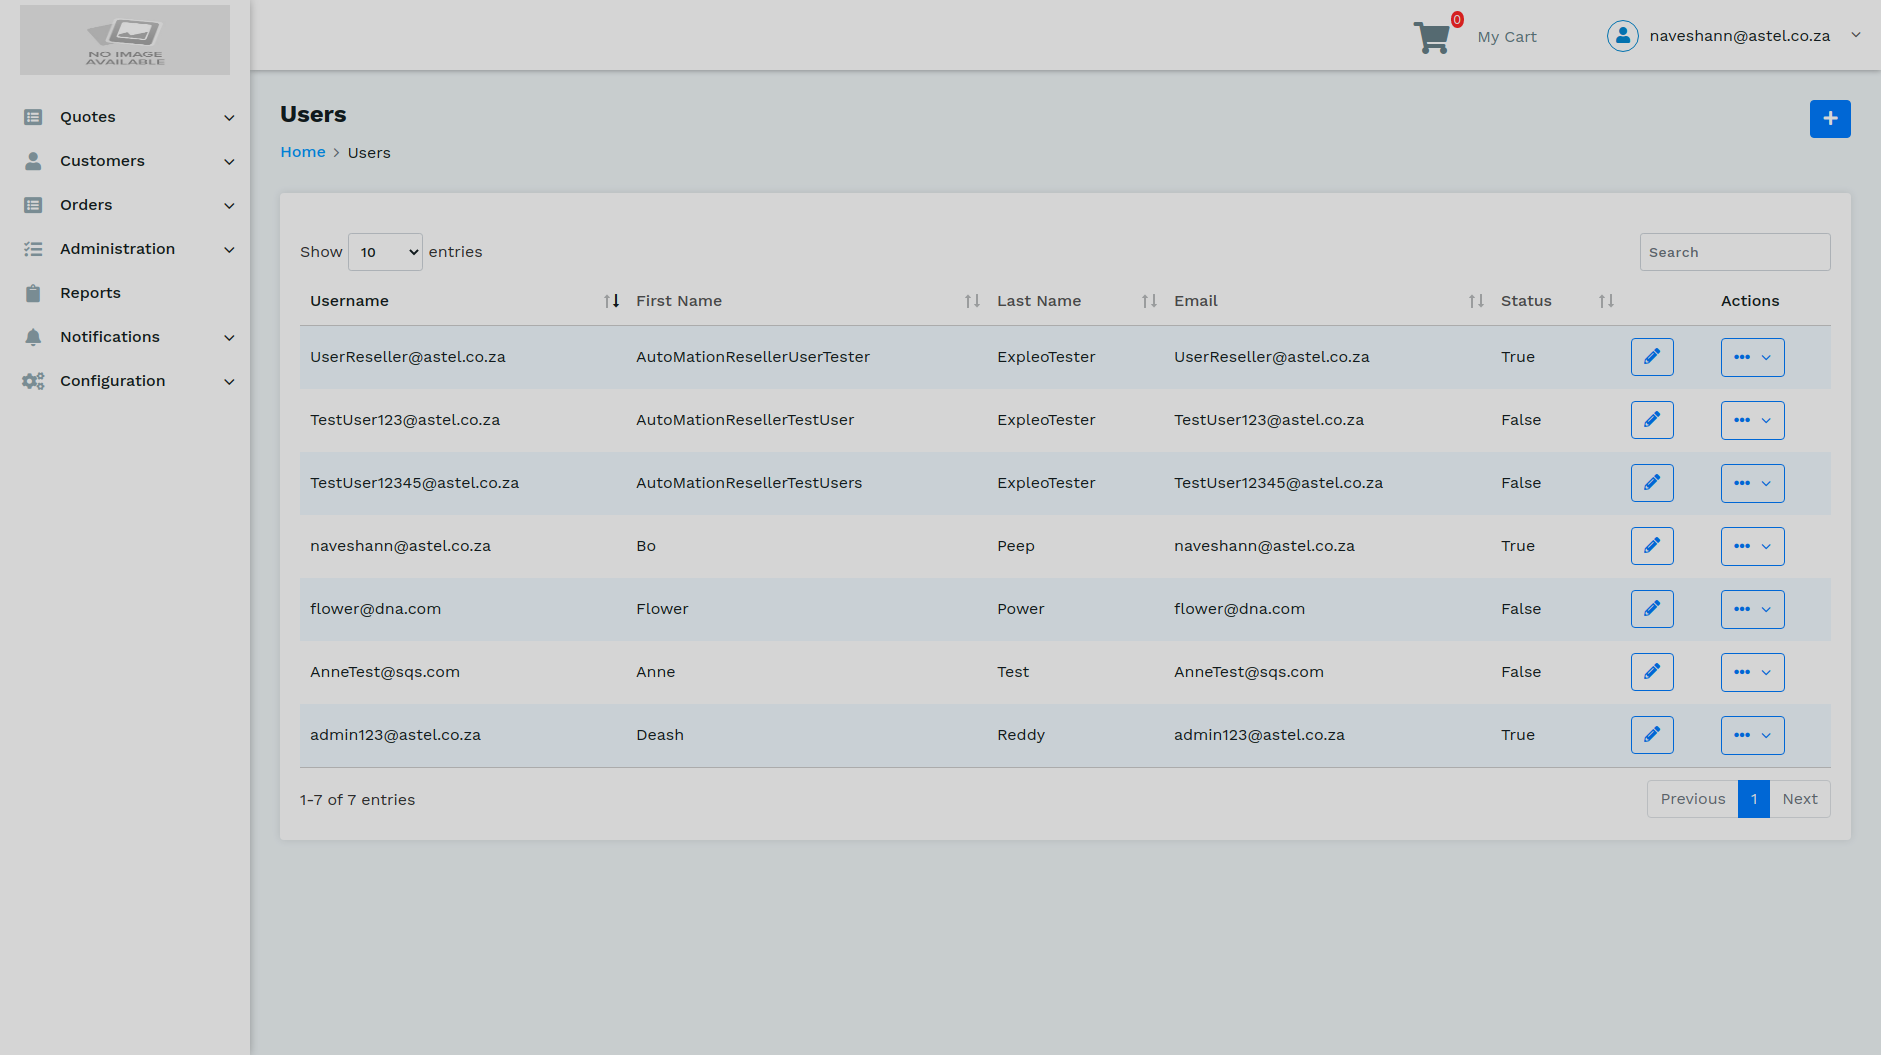 NO IMAGE
AVAILABLE
0
My Cart
naveshann@astel.co.za
Quotes
Customers
Orders
Administration
Reports
Notifications
Configuration
Users
Home > Users
Show 10 entries
Search
Username First Name Last Name Email Status Actions
UserReseller@astel.co.za AutoMationResellerUserTester ExpleoTester UserReseller@astel.co.za True
TestUser123@astel.co.za AutoMationResellerTestUser ExpleoTester TestUser123@astel.co.za False
TestUser12345@astel.co.za AutoMationResellerTestUsers ExpleoTester TestUser12345@astel.co.za False
naveshann@astel.co.za Bo Peep naveshann@astel.co.za True
flower@dna.com Flower Power flower@dna.com False
AnneTest@sqs.com Anne Test AnneTest@sqs.com False
admin123@astel.co.za Deash Reddy admin123@astel.co.za True
1-7 of 7 entries
Previous 1 Next